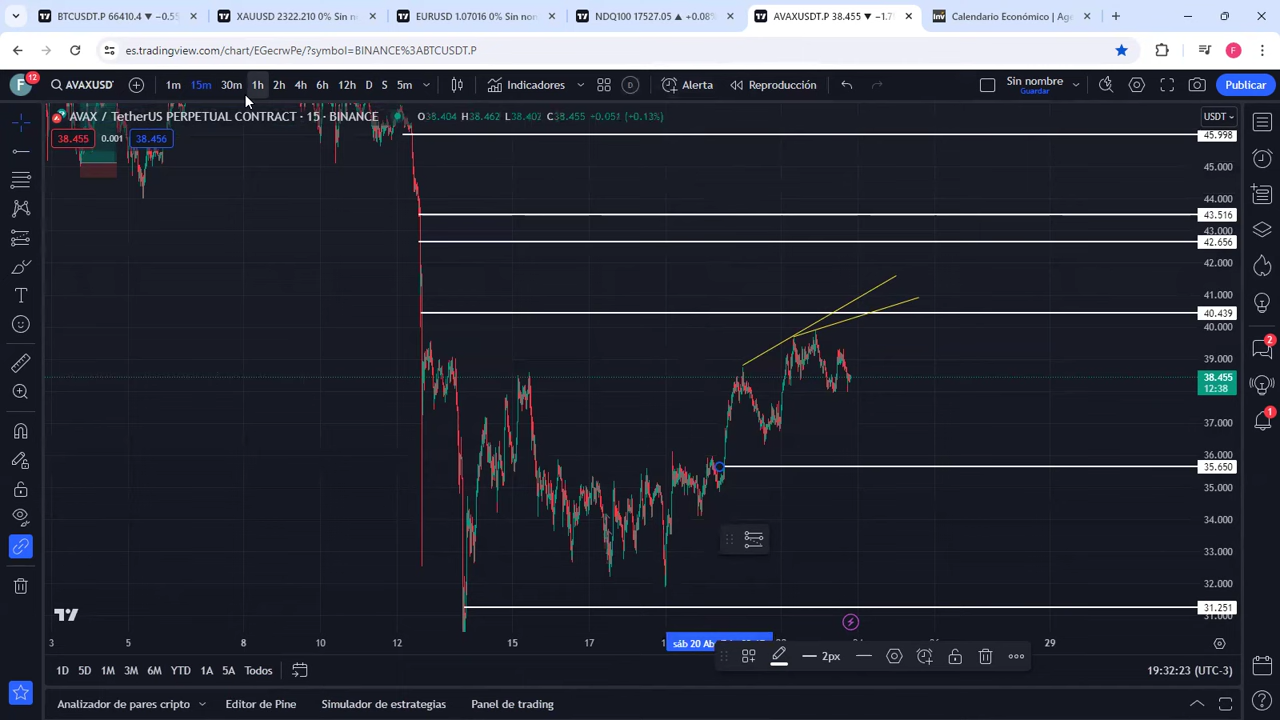 BTCUSDT.P 66410.4 ▼ −0.55
XAUUSD 2322.210 0% Sin n
EURUSD 1.07016 0% Sin nor
NDQ100 17527.05 ▲ +0.08%
AVAXUSDT.P 38.455 ▼ −1.7
Inv Calendario Económico | Age
es.tradingview.com/chart/EGecrwPe/?symbol=BINANCE%3ABTCUSDT.P
F
F 12 AVAXUSD 1m 15m 30m 1h 2h 4h 6h 12h D S 5m Indicadores D Alerta Reproducción Sin nombre Guardar Publicar
AVAX / TetherUS PERPETUAL CONTRACT · 15 · BINANCE O38.404 H38.462 L38.402 C38.455 +0.051 (+0.13%) USDT
38.455 0.001 38.456
45.998
45.000
44.000
43.516
43.000
42.656
42.000
41.000
40.439
40.000
39.000
38.455
12:38
37.000
36.000
35.650
35.000
34.000
33.000
32.000
31.251
31.000
2
1
3 5 8 10 12 15 17 sáb 20 Ab 29
2px
1D 5D 1M 3M 6M YTD 1A 5A Todos 19:32:23 (UTC-3)
Analizador de pares cripto Editor de Pine Simulador de estrategias Panel de trading